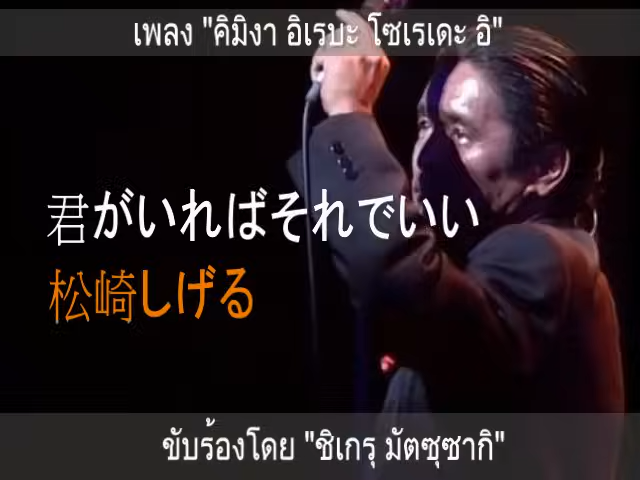 เพลง "คิมิงา อิเรบะ โซเรเดะ อิ"
君がいればそれでいい
松崎しげる
ขับร้องโดย "ชิเกรุ มัตซุซากิ"